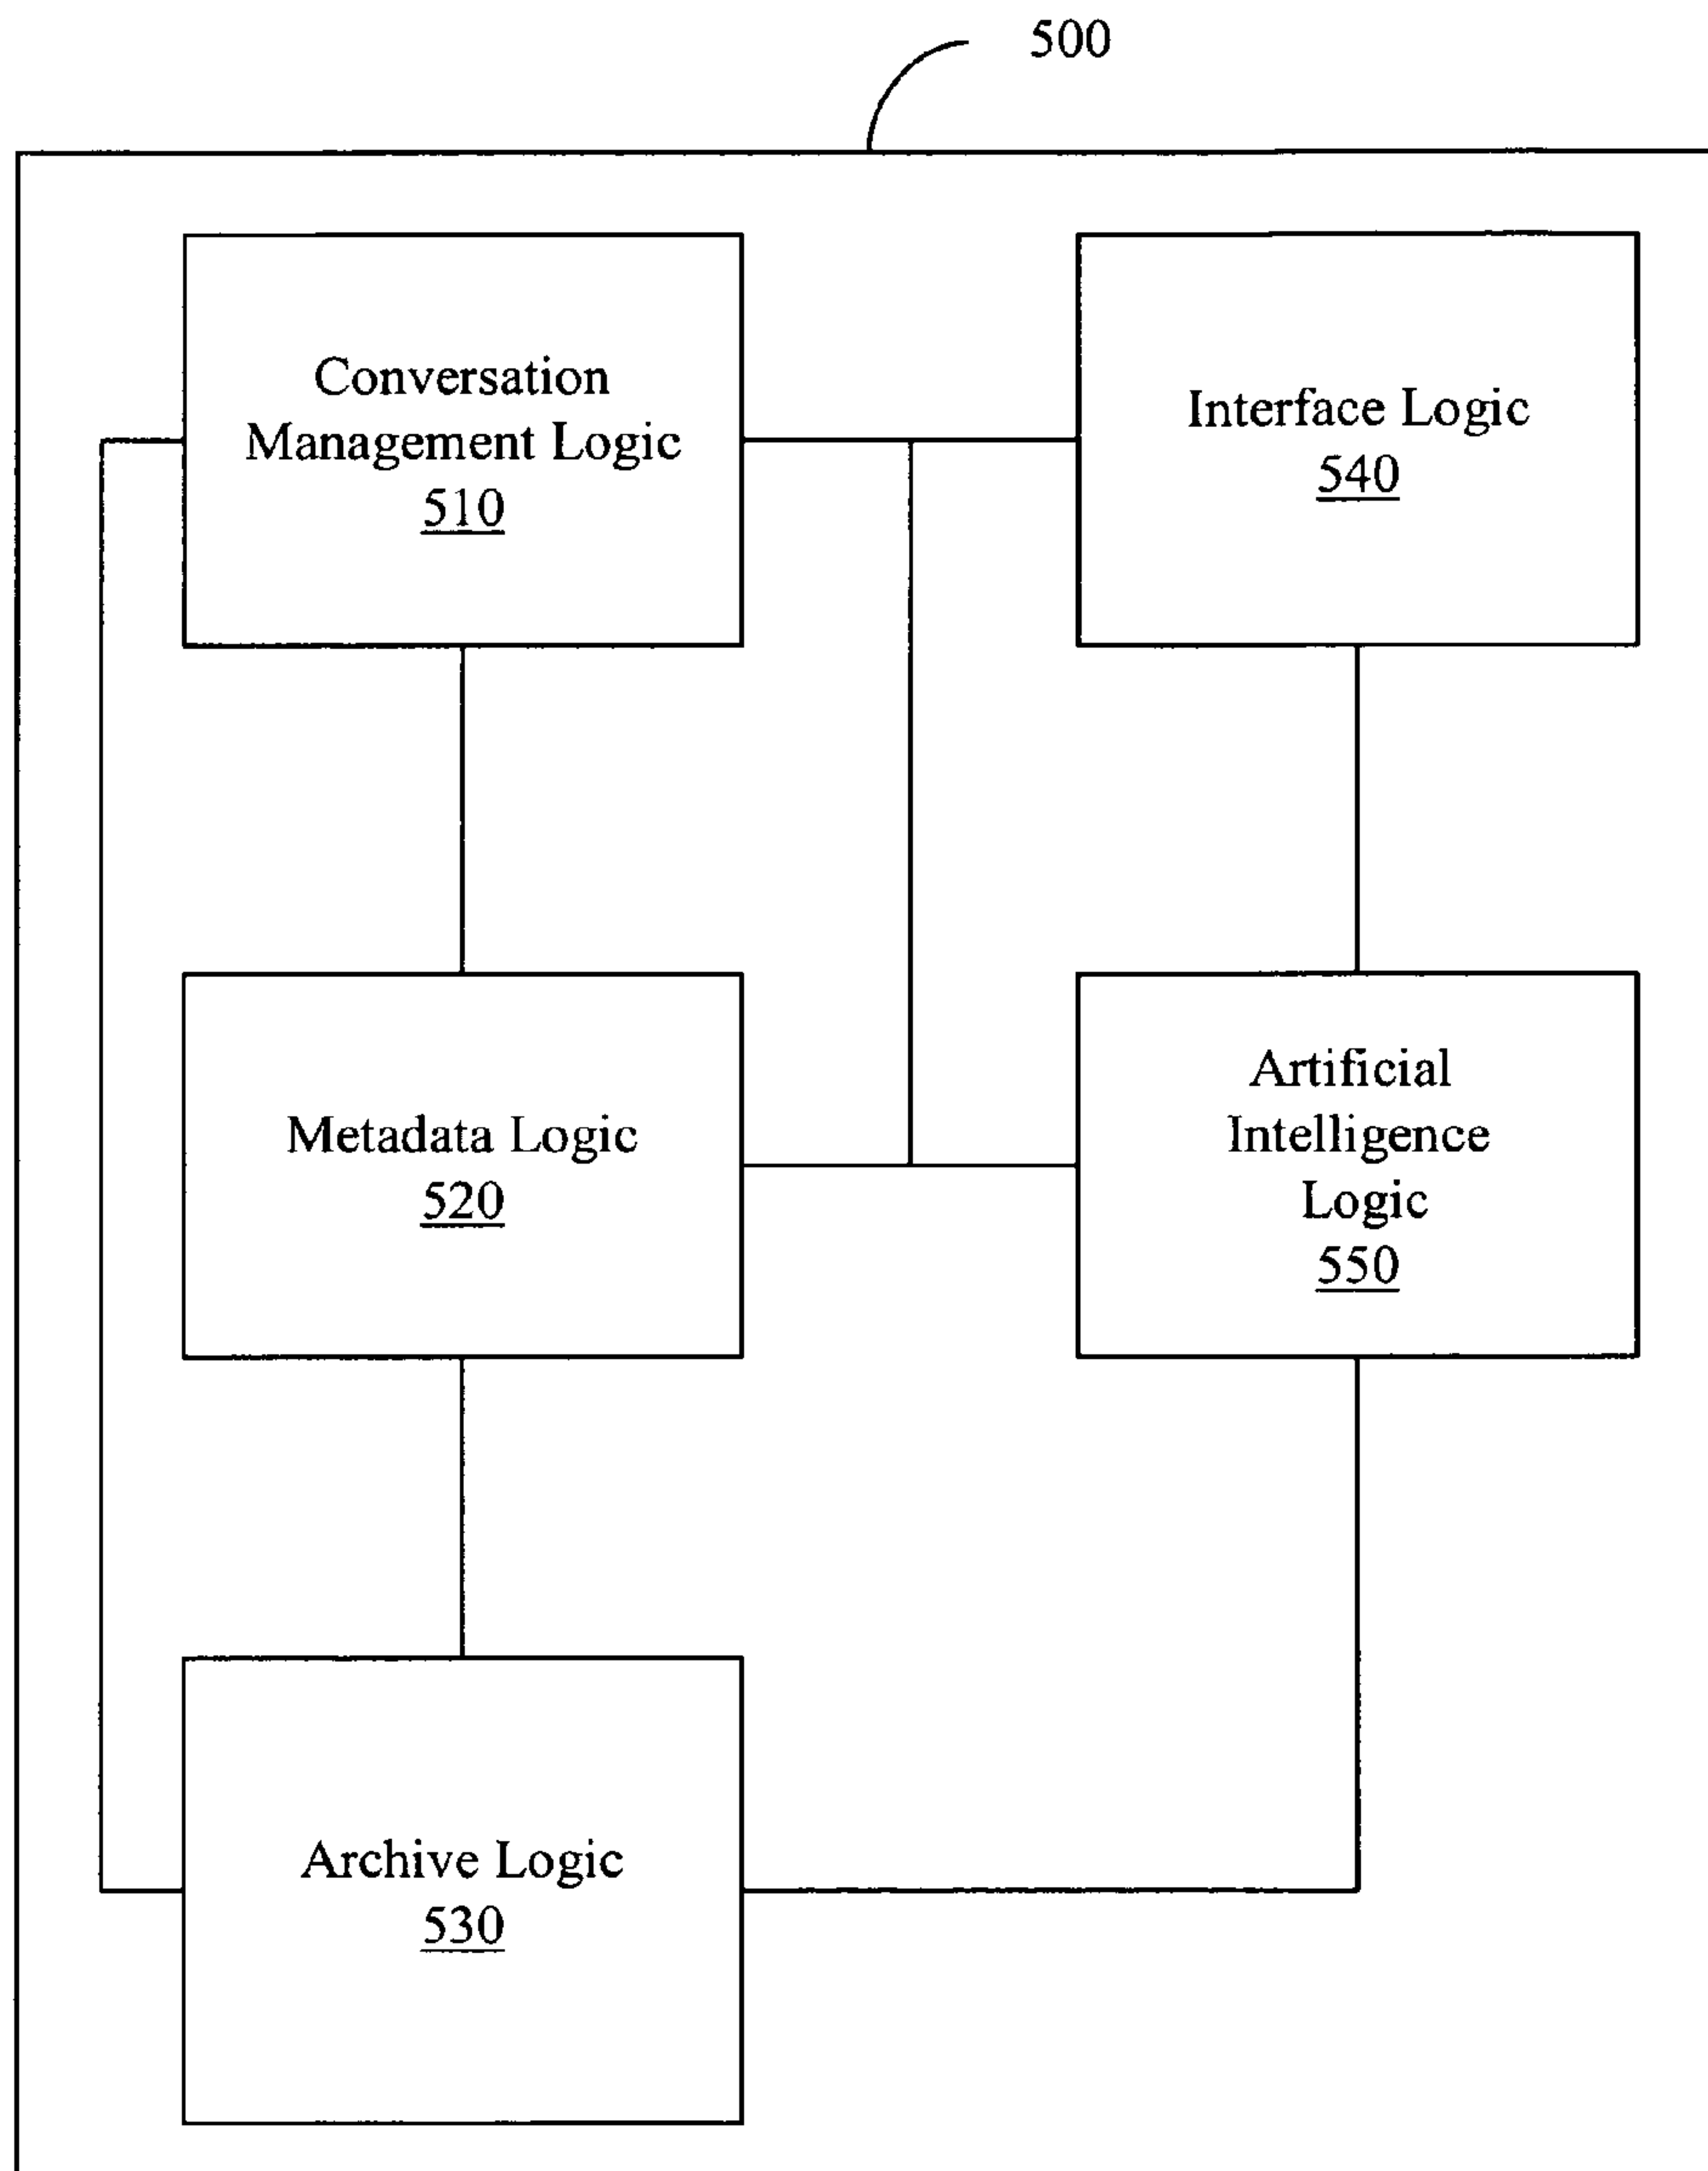 500
Conversation
Management Logic
510
Interface Logic
540
Metadata Logic
520
Artificial
Intelligence
Logic
550
Archive Logic
530